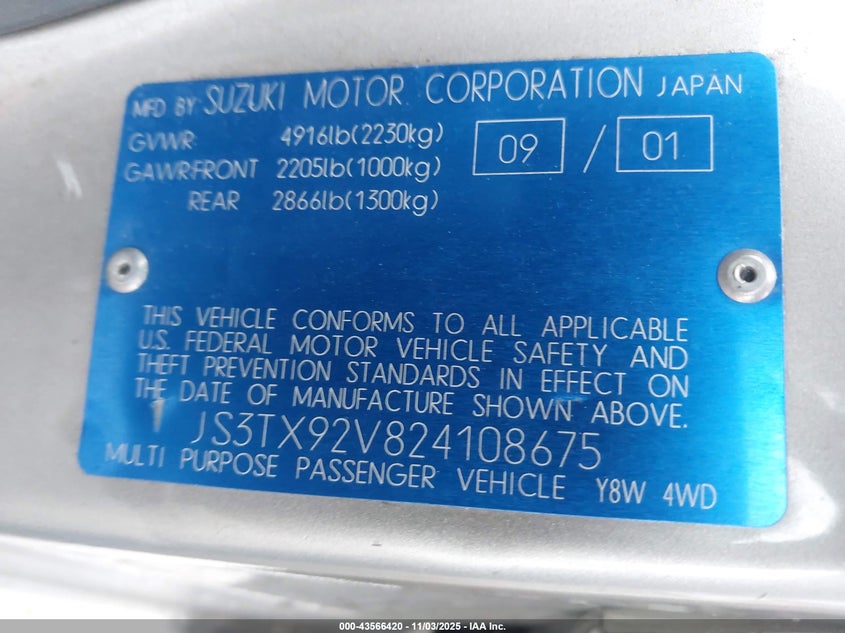 MFD BY SUZUKI MOTOR CORPORATION JAPAN
GVWR 4916lb(2230kg) 09 / 01
GAWR:FRONT 2205lb(1000kg)
REAR 2866lb(1300kg)
THIS VEHICLE CONFORMS TO ALL APPLICABLE
U.S. FEDERAL MOTOR VEHICLE SAFETY AND
THEFT PREVENTION STANDARDS IN EFFECT ON
THE DATE OF MANUFACTURE SHOWN ABOVE.
JS3TX92V824108675
MULTI PURPOSE PASSENGER VEHICLE Y8W 4WD
000-43566420 - 11/03/2025 - IAA Inc.